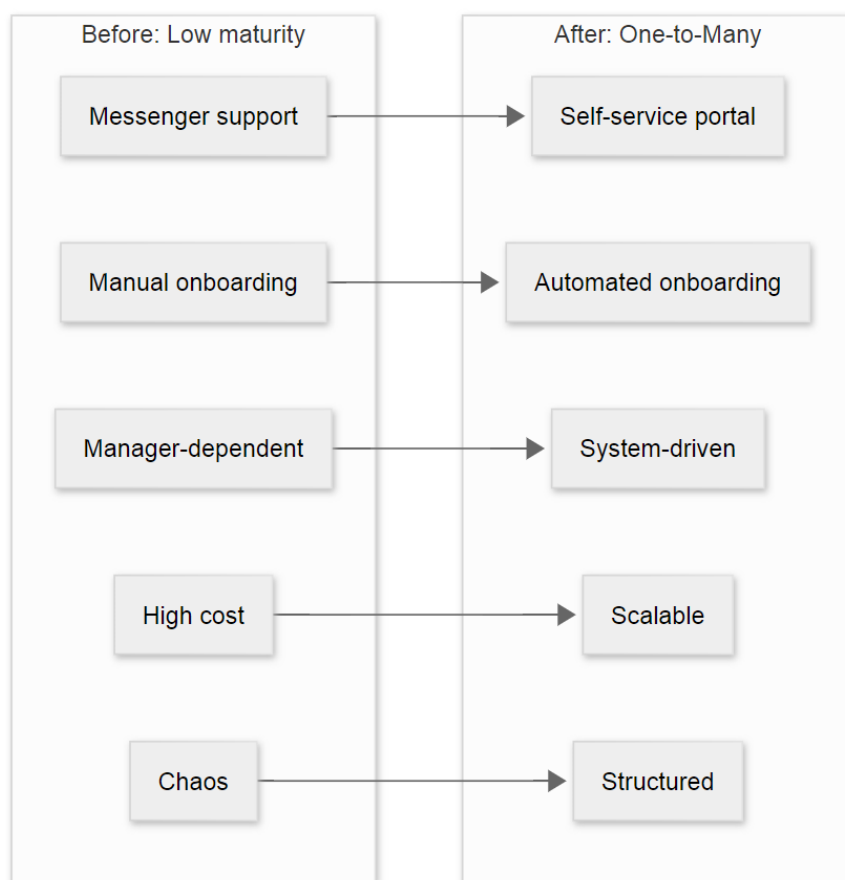 Before: Low maturity
After: One-to-Many
Messenger support
Self-service portal
Manual onboarding
Automated onboarding
Manager-dependent
System-driven
High cost
Scalable
Chaos
Structured